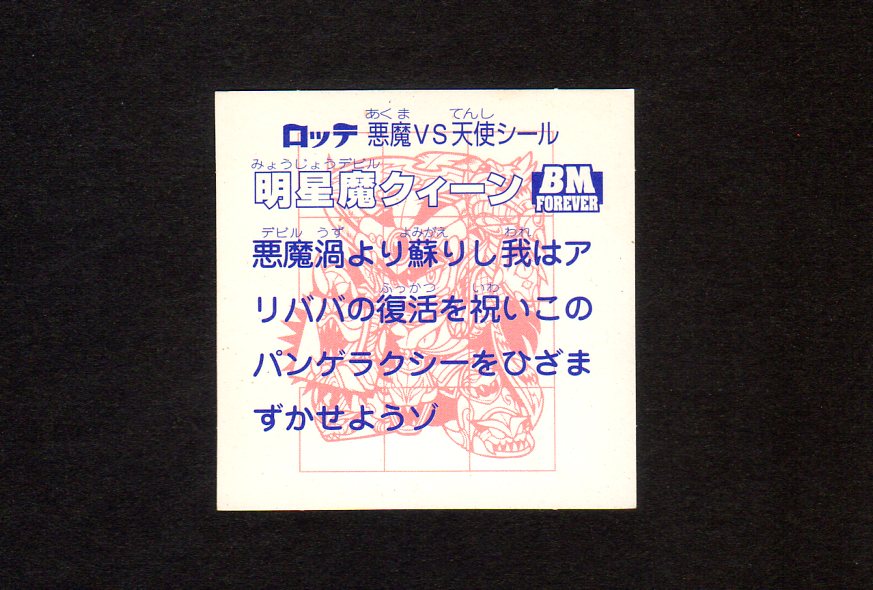 あくま てんし
ロッテ 悪魔VS天使シール
みょうじょうデビル
明星魔クィーン BM FOREVER
デビル うず よみがえ われ
悪魔渦より蘇りし我はア
ふっかつ いわ
リババの復活を祝いこの
パンゲラクシーをひざま
ずかせようゾ